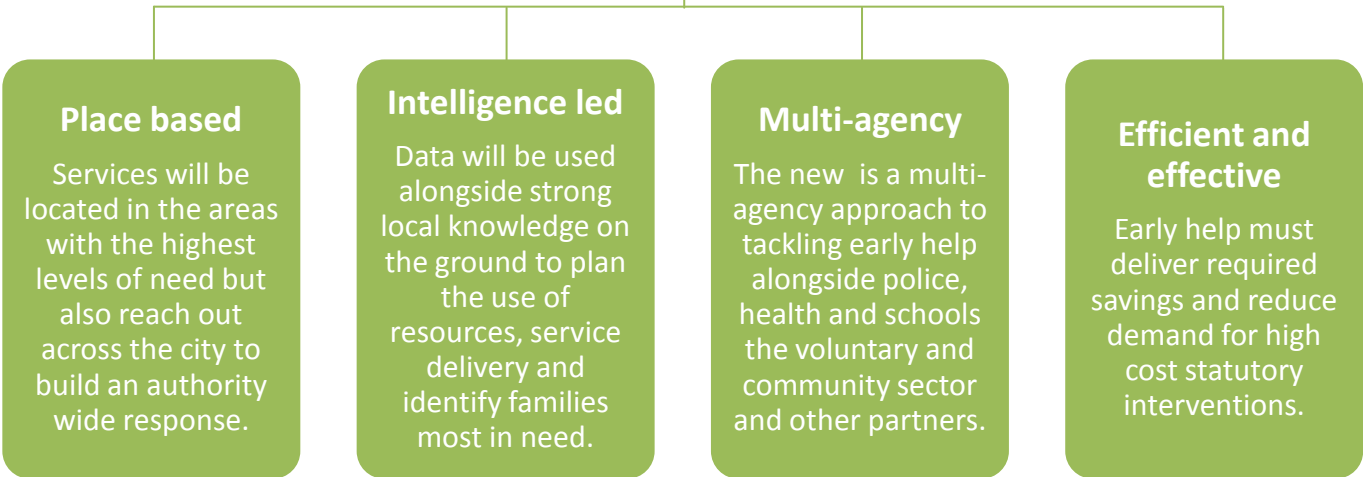 Place based
Services will be
located in the areas
with the highest
levels of need but
also reach out
across the city to
build an authority
wide response.
Intelligence led
Data will be used
alongside strong
local knowledge on
the ground to plan
the use of
resources, service
delivery and
identify families
most in need.
Multi-agency
The new  is a multi-
agency approach to
tackling early help
alongside police,
health and schools
the voluntary and
community sector
and other partners.
Efficient and
effective
Early help must
deliver required
savings and reduce
demand for high
cost statutory
interventions.